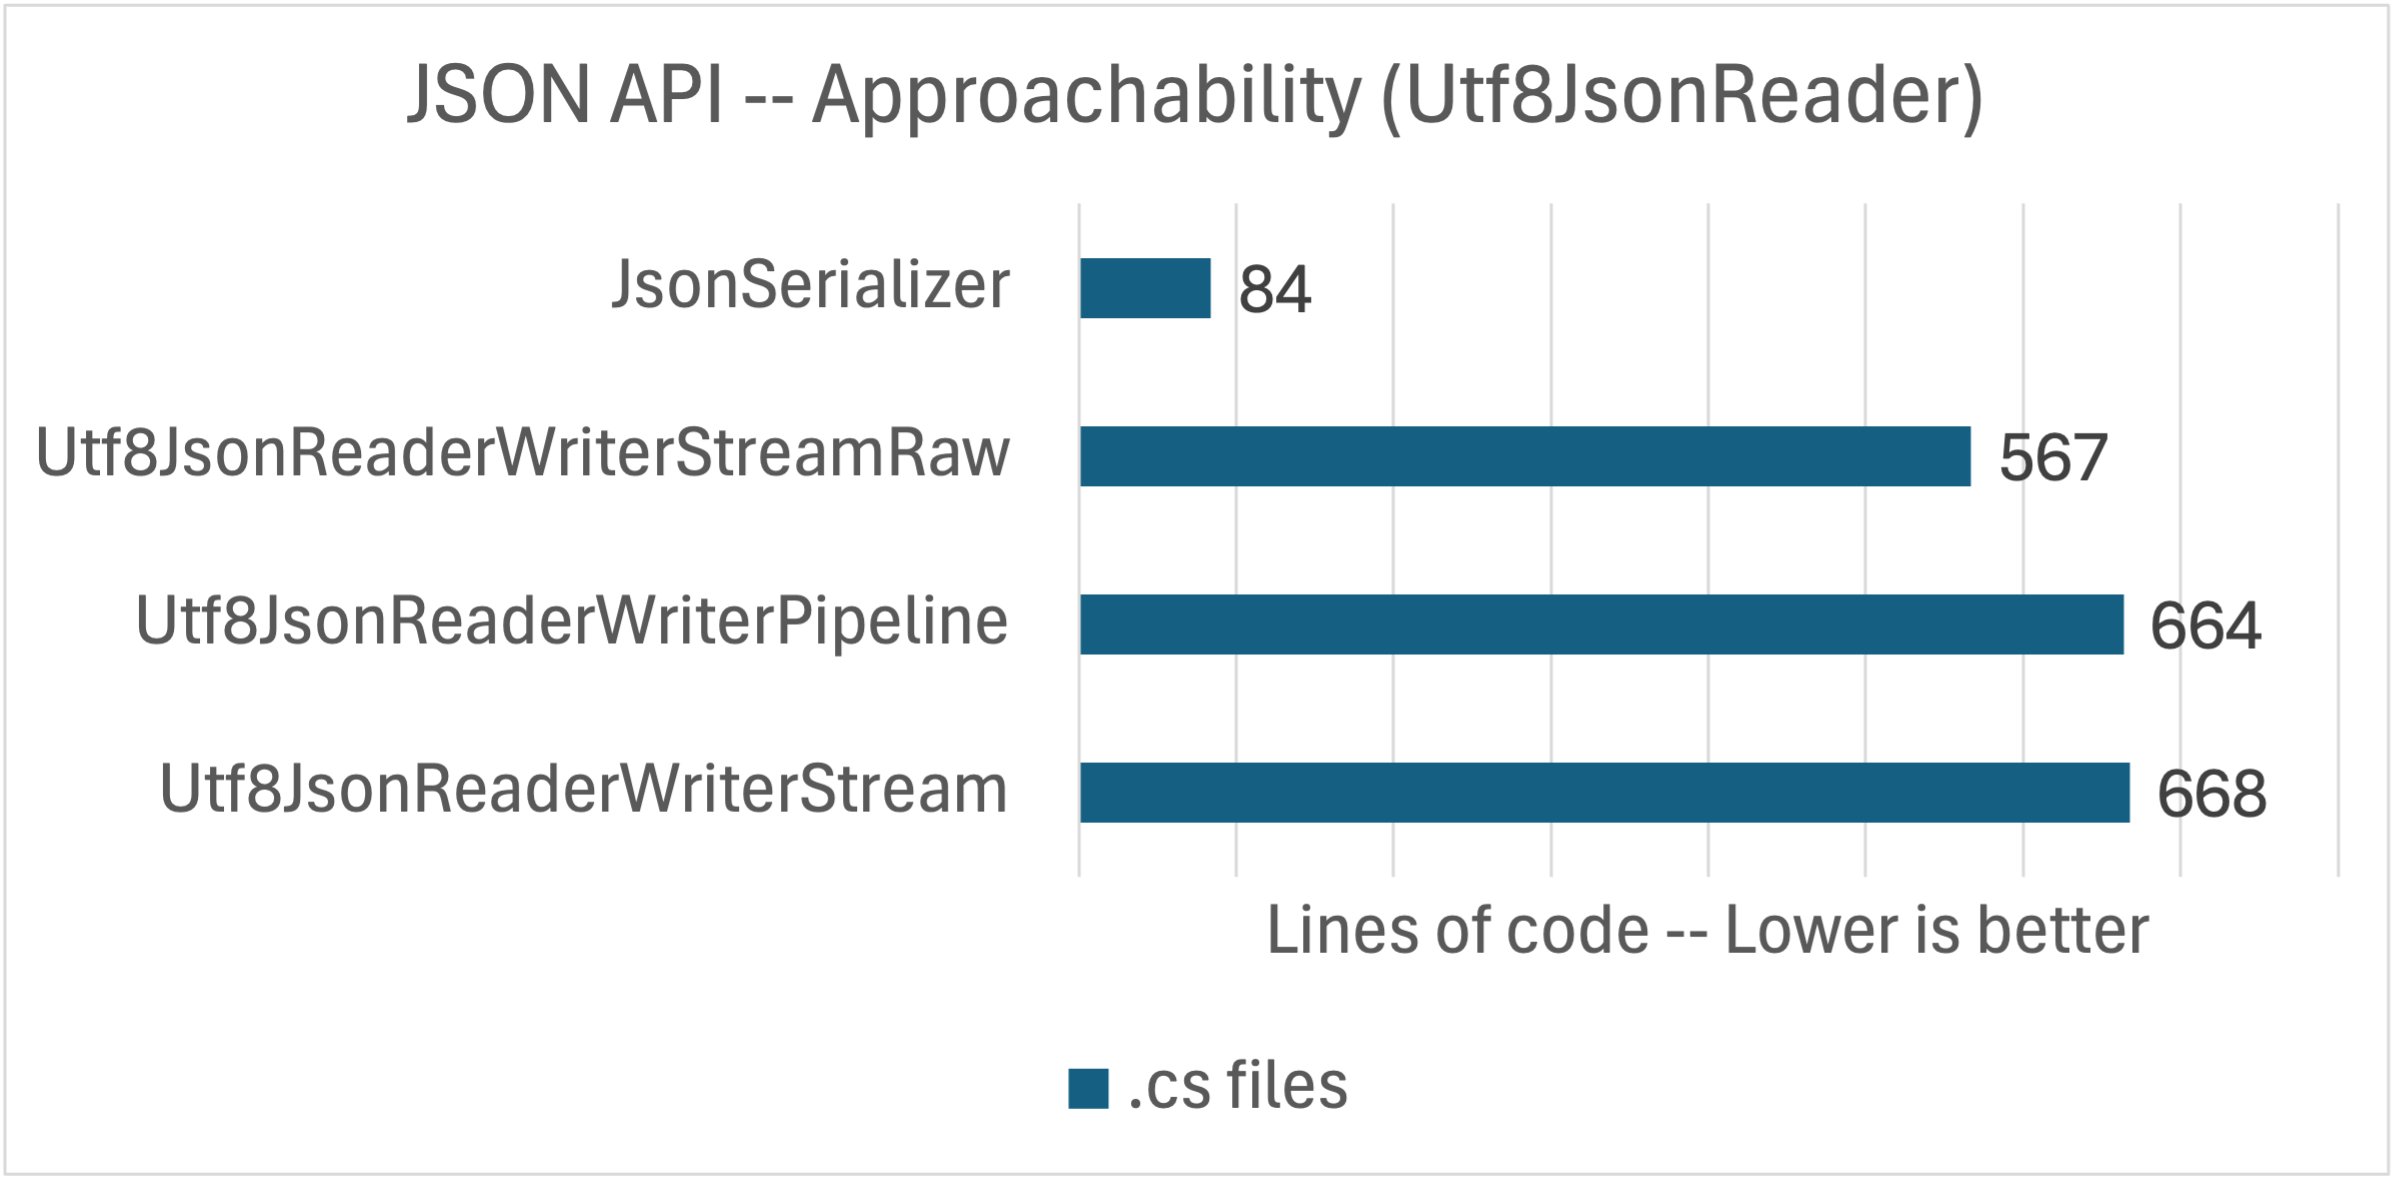 JSON API -- Approachability (Utf8JsonReader)
JsonSerializer 84
Utf8JsonReaderWriterStreamRaw 567
Utf8JsonReaderWriterPipeline 664
Utf8JsonReaderWriterStream 668
Lines of code -- Lower is better
.cs files